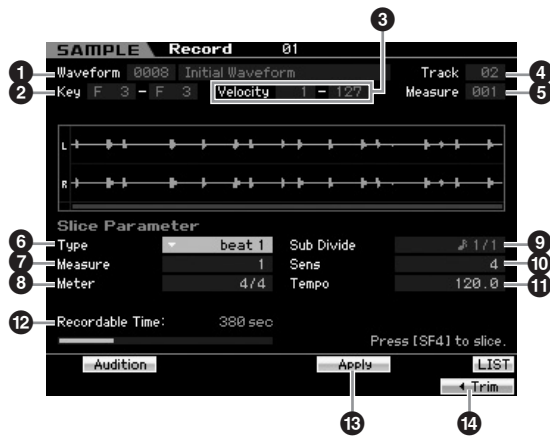 3
SAMPLE Record 01
1 Waveform 0008 Initial Waveform Track 02 4
2 Key F 3 - F 3 Velocity 1 - 127 Measure 001 5
L
R
Slice Parameter
6 Type beat 1 Sub Divide 1/1 9
7 Measure 1 Sens 4 10
8 Meter 4/4 Tempo 120.0 11
12 Recordable Time: 380 sec
Press [SF4] to slice.
Audition Apply LIST
Trim
13 14